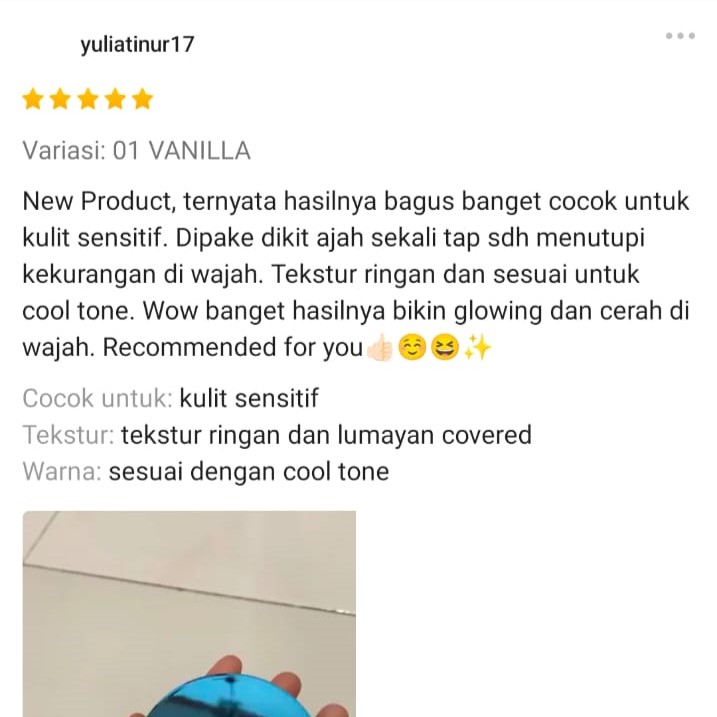 yuliatinur17
Variasi: 01 VANILLA
New Product, ternyata hasilnya bagus banget cocok untuk
kulit sensitif. Dipake dikit ajah sekali tap sdh menutupi
kekurangan di wajah. Tekstur ringan dan sesuai untuk
cool tone. Wow banget hasilnya bikin glowing dan cerah di
wajah. Recommended for you👍🏻☺️😆✨
Cocok untuk: kulit sensitif
Tekstur: tekstur ringan dan lumayan covered
Warna: sesuai dengan cool tone